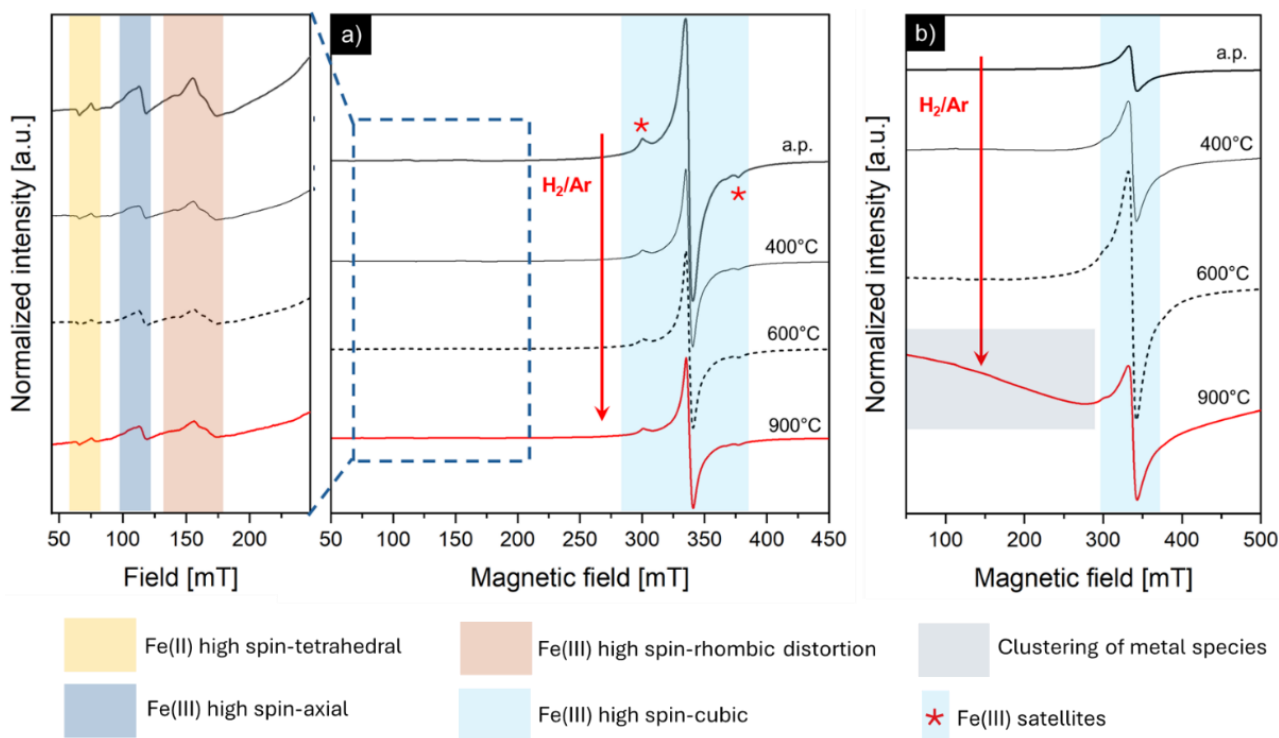 Normalized intensity [a.u.]
50 100 150 200
Field [mT]
a)
H₂/Ar
*
*
a.p.
400°C
600°C
900°C
50 100 150 200 250 300 350 400 450
Magnetic field [mT]
Normalized intensity [a.u.]
b)
H₂/Ar
a.p.
400°C
600°C
900°C
100 200 300 400 500
Magnetic field [mT]
Fe(II) high spin-tetrahedral
Fe(III) high spin-rhombic distortion
Clustering of metal species
Fe(III) high spin-axial
Fe(III) high spin-cubic
* Fe(III) satellites